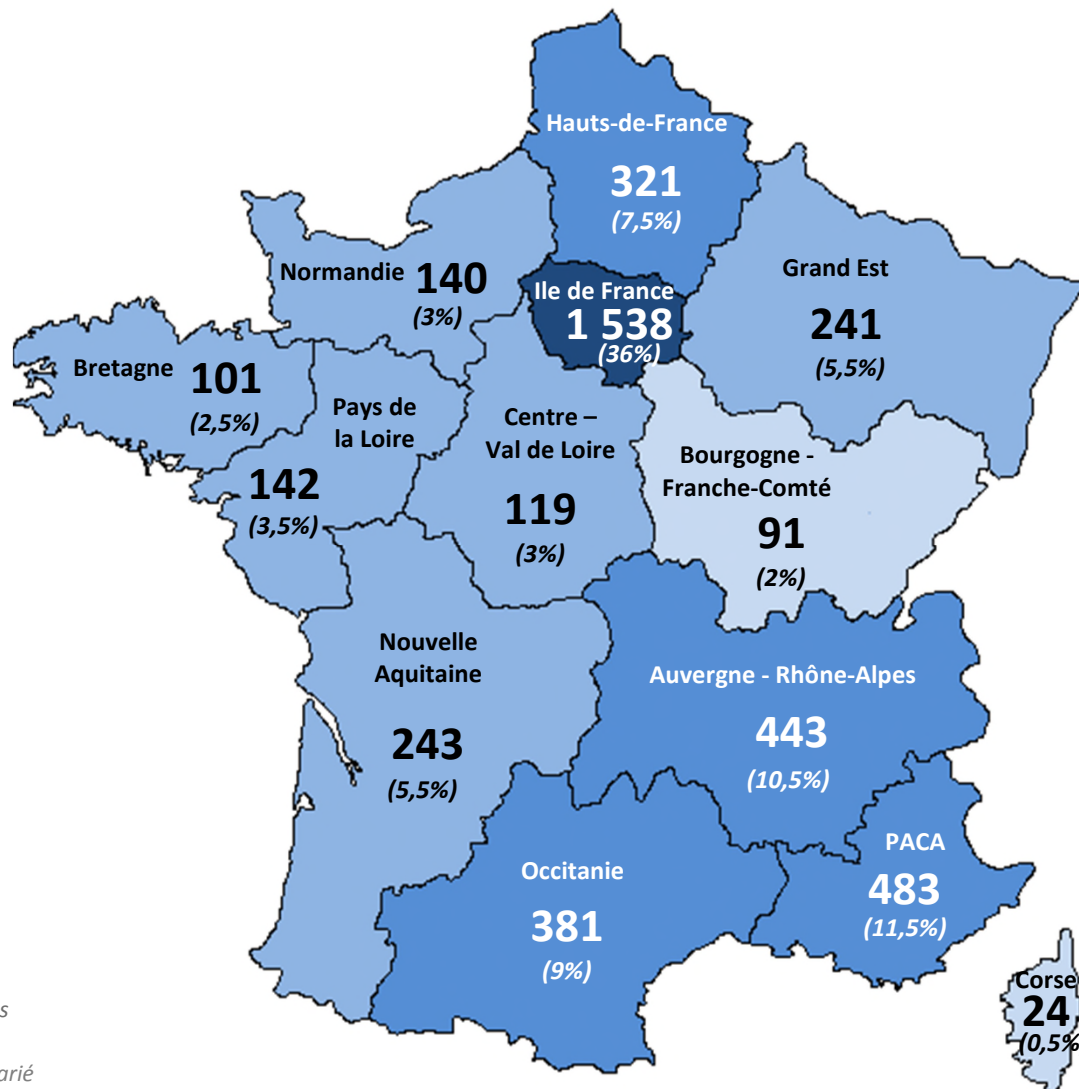 Hauts-de-France
321
(7,5%)
Normandie 140
(3%)
Ile de France
1 538
(36%)
Grand Est
241
(5,5%)
Bretagne 101
(2,5%)
Pays de
la Loire
142
(3,5%)
Centre –
Val de Loire
119
(3%)
Bourgogne -
Franche-Comté
91
(2%)
Nouvelle
Aquitaine
243
(5,5%)
Auvergne - Rhône-Alpes
443
(10,5%)
PACA
483
(11,5%)
Occitanie
381
(9%)
Corse
24
(0,5%
s
arié